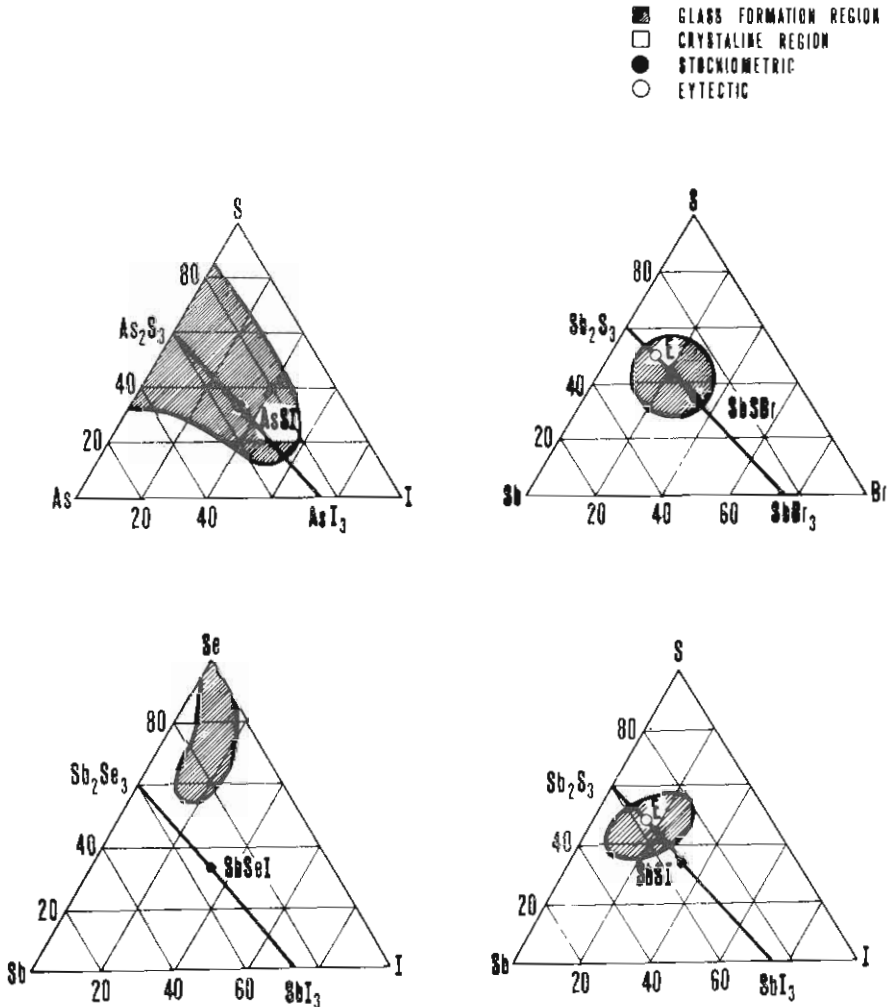 GLASS FORMATION REGION
CRYSTALINE REGION
STOCKIOMETRIC
EYTECTIC
S
80
As₂S₃
40
AsSI
20
As
20
40
AsI₃
I
S
80
Sb₂S₃
E
40
SbSBr
20
Sb
20
40
60
SbBr₃
Br
Se
80
Sb₂Se₃
40
SbSeI
20
Sb
20
40
60
SbI₃
I
S
80
Sb₂S₃
E
40
SbSI
20
Sb
20
40
60
SbI₃
I